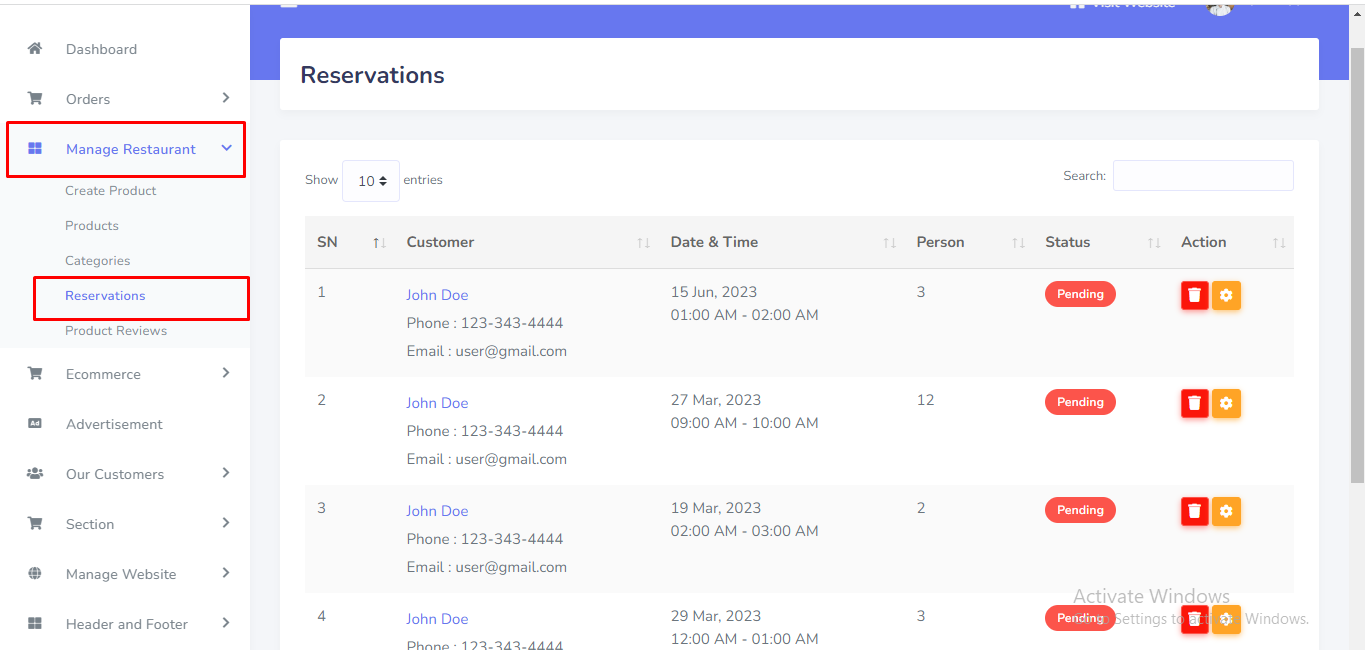 Visit Website
Dashboard
Orders
Manage Restaurant
Create Product
Products
Categories
Reservations
Product Reviews
Ecommerce
Ad
Advertisement
Our Customers
Section
Manage Website
Header and Footer
Reservations
Show 10 entries
Search:
SN Customer Date & Time Person Status Action
1 John Doe 15 Jun, 2023 3 Pending
Phone : 123-343-4444 01:00 AM - 02:00 AM
Email : user@gmail.com
2 John Doe 27 Mar, 2023 12 Pending
Phone : 123-343-4444 09:00 AM - 10:00 AM
Email : user@gmail.com
3 John Doe 19 Mar, 2023 2 Pending
Phone : 123-343-4444 02:00 AM - 03:00 AM
Email : user@gmail.com
4 John Doe 29 Mar, 2023 3 Pending
Phone : 123-343-4444 12:00 AM - 01:00 AM
Activate Windows
Go to Settings to activate Windows.